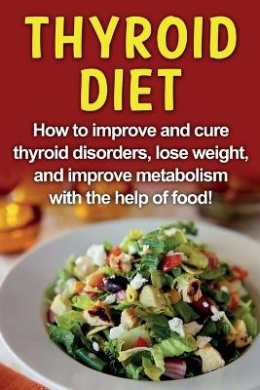 THYROID
DIET
How to improve and cure
thyroid disorders, lose weight,
and improve metabolism
with the help of food!